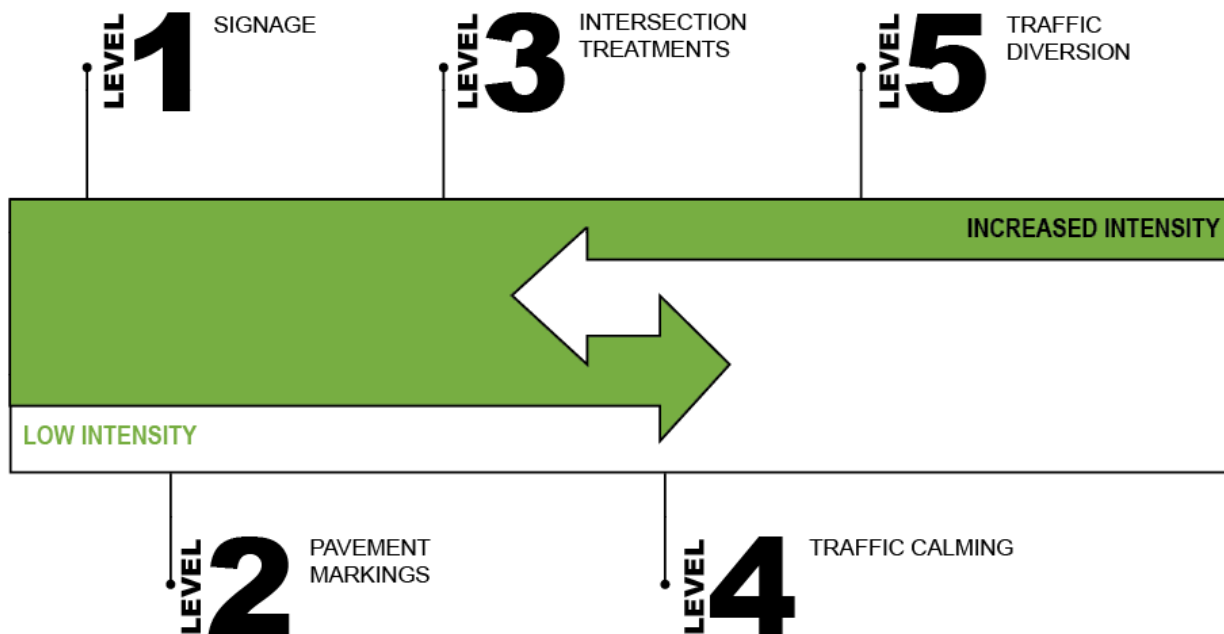 LEVEL 1 SIGNAGE
LEVEL 3 INTERSECTION
TREATMENTS
LEVEL 5 TRAFFIC
DIVERSION
INCREASED INTENSITY
LOW INTENSITY
LEVEL 2 PAVEMENT
MARKINGS
LEVEL 4 TRAFFIC CALMING